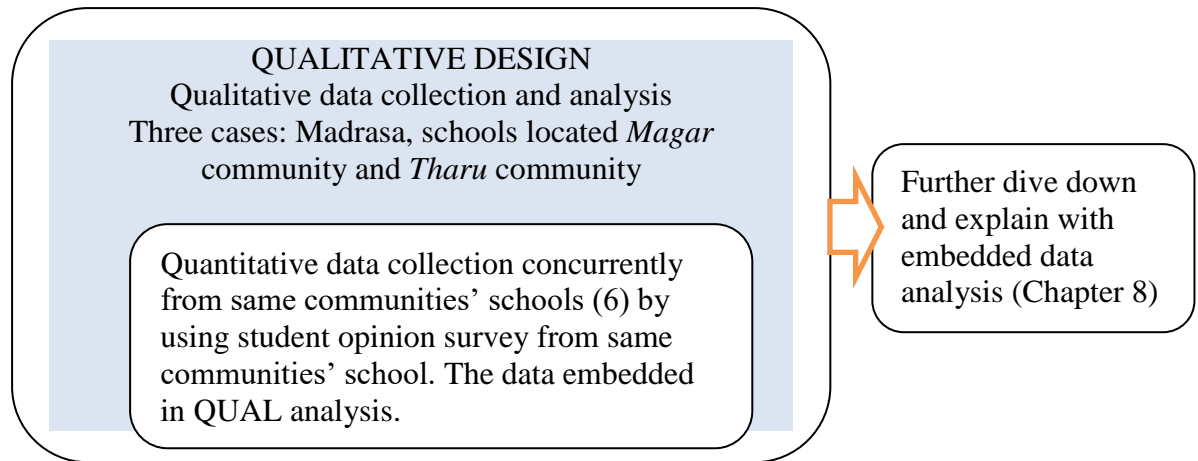 QUALITATIVE DESIGN
Qualitative data collection and analysis
Three cases: Madrasa, schools located Magar
community and Tharu community
Quantitative data collection concurrently
from same communities’ schools (6) by
using student opinion survey from same
communities’ school. The data embedded
in QUAL analysis.
Further dive down
and explain with
embedded data
analysis (Chapter 8)